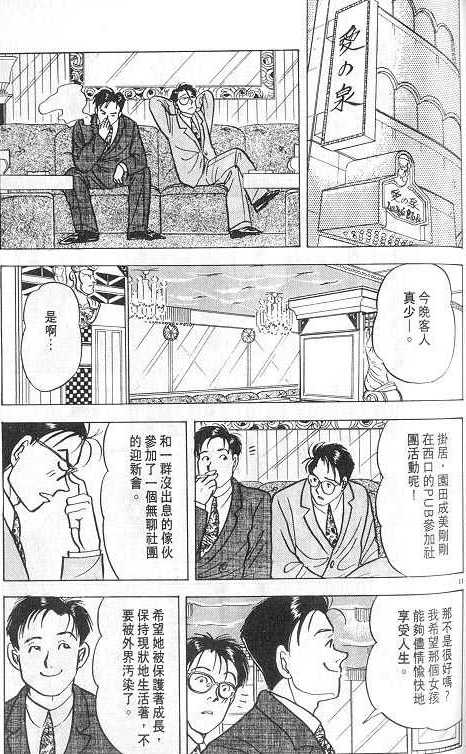 愛の泉
愛の泉
今晚客人
真少—。
是啊…
掛居，園田成美剛剛
在西口的PUB參加社
團活動呢！
和一群沒出息的傢伙
參加了一個無聊社團
的迎新會。
那不是很好嗎？
我希望那個女孩
能夠儘情愉快地
享受人生。
希望她被保護著成長，
保持現狀地生活著，不
要被外界汚染了。